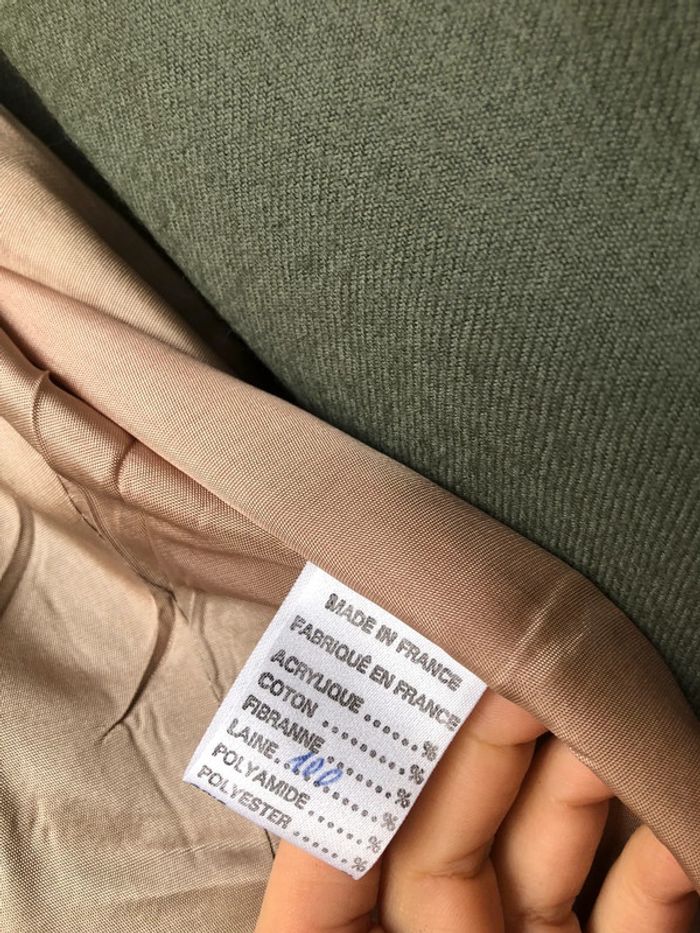 MADE IN FRANCE
FABRIQUÉ EN FRANCE
ACRYLIQUE ......%
COTON .........%
FIBRANNE .......%
LAINE..100......%
POLYAMIDE ......%
POLYESTER ......%